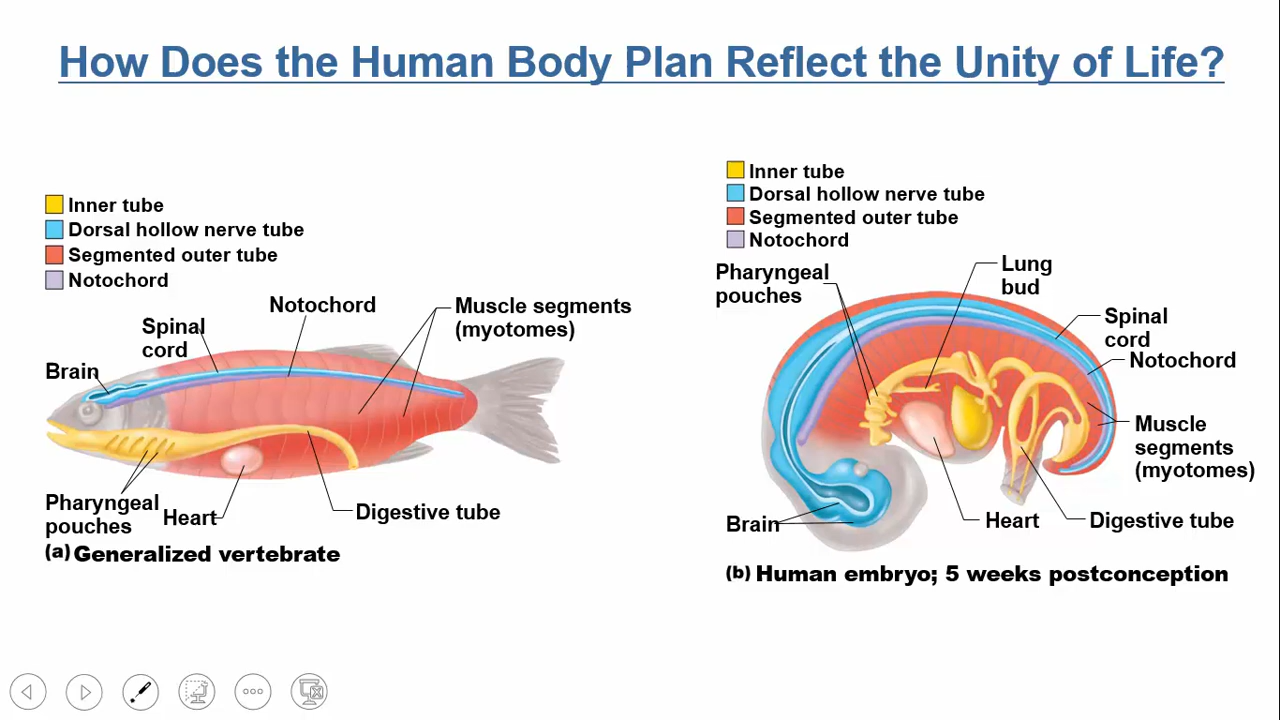 How Does the Human Body Plan Reflect the Unity of Life?
Inner tube
Dorsal hollow nerve tube
Segmented outer tube
Notochord
Notochord
Muscle segments
(myotomes)
Spinal
cord
Brain
Pharyngeal
pouches
Heart
Digestive tube
(a) Generalized vertebrate
Inner tube
Dorsal hollow nerve tube
Segmented outer tube
Notochord
Pharyngeal
pouches
Lung
bud
Spinal
cord
Notochord
Muscle
segments
(myotomes)
Brain
Heart
Digestive tube
(b) Human embryo; 5 weeks postconception